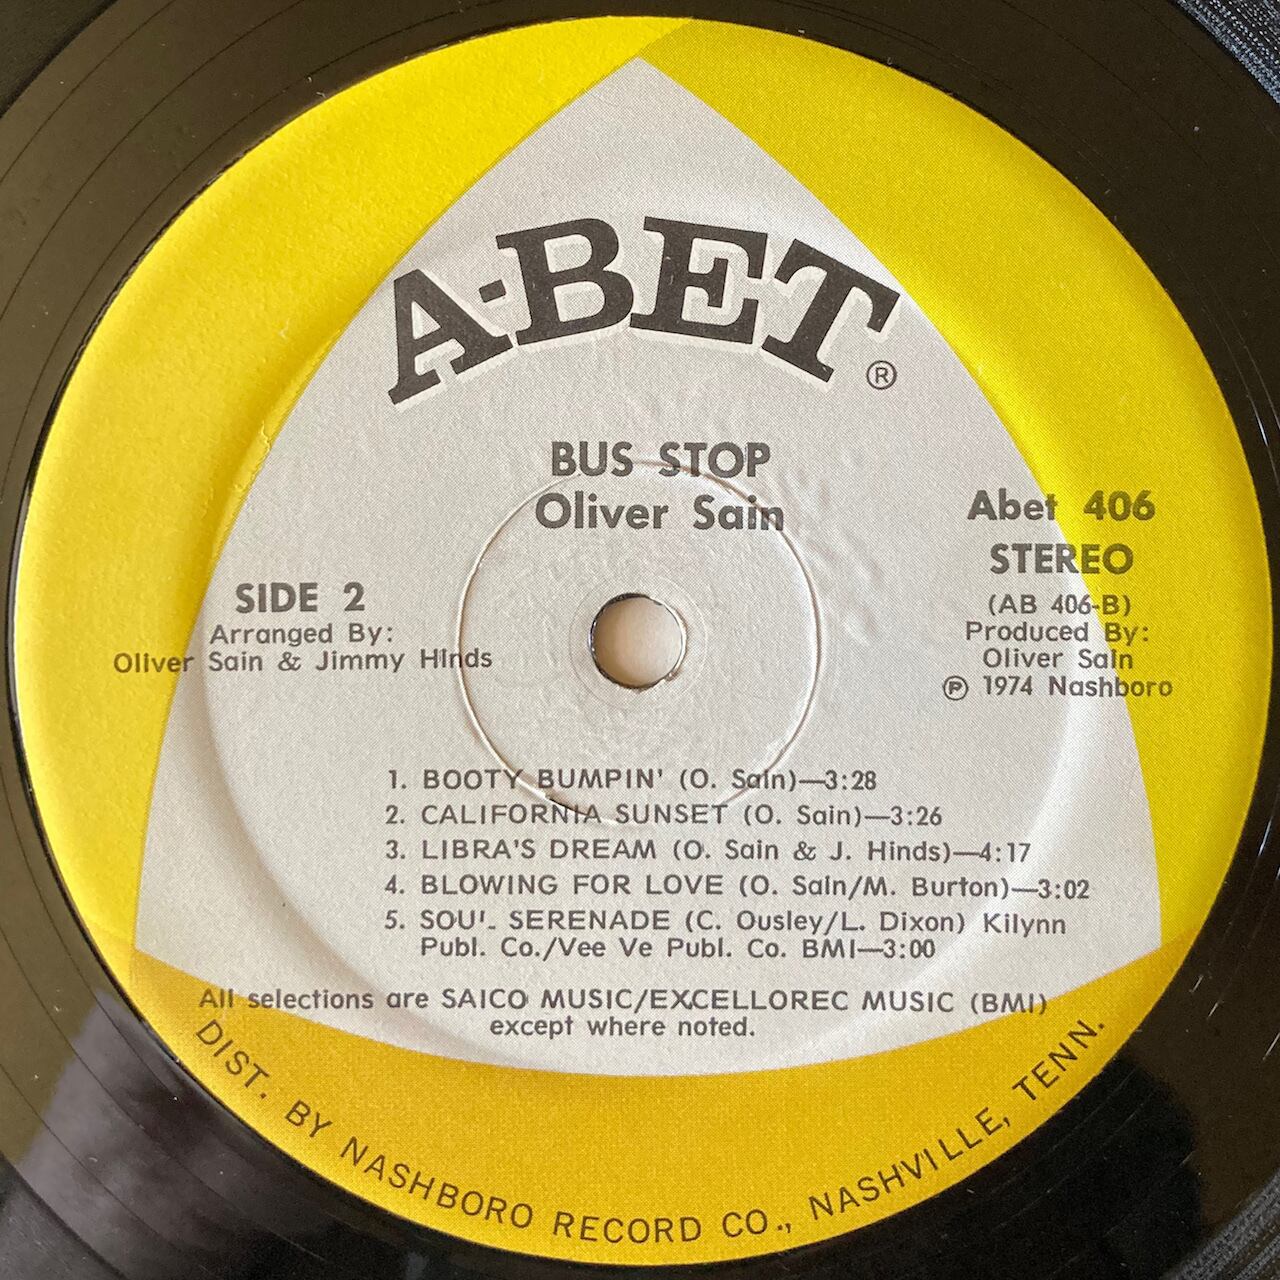 A-BET®
BUS STOP
Oliver Sain
Abet 406
STEREO
(AB 406-B)
Produced By:
Oliver Sain
℗ 1974 Nashboro
SIDE 2
Arranged By:
Oliver Sain & Jimmy Hinds
1. BOOTY BUMPIN' (O. Sain)—3:28
2. CALIFORNIA SUNSET (O. Sain)—3:26
3. LIBRA'S DREAM (O. Sain & J. Hinds)—4:17
4. BLOWING FOR LOVE (O. Sain/M. Burton)—3:02
5. SOUL SERENADE (C. Ousley/L. Dixon) Kilynn
Publ. Co./Vee Ve Publ. Co. BMI—3:00
All selections are SAICO MUSIC/EXCELLOREC MUSIC (BMI)
except where noted.
DIST. BY NASHBORO RECORD CO., NASHVILLE, TENN.